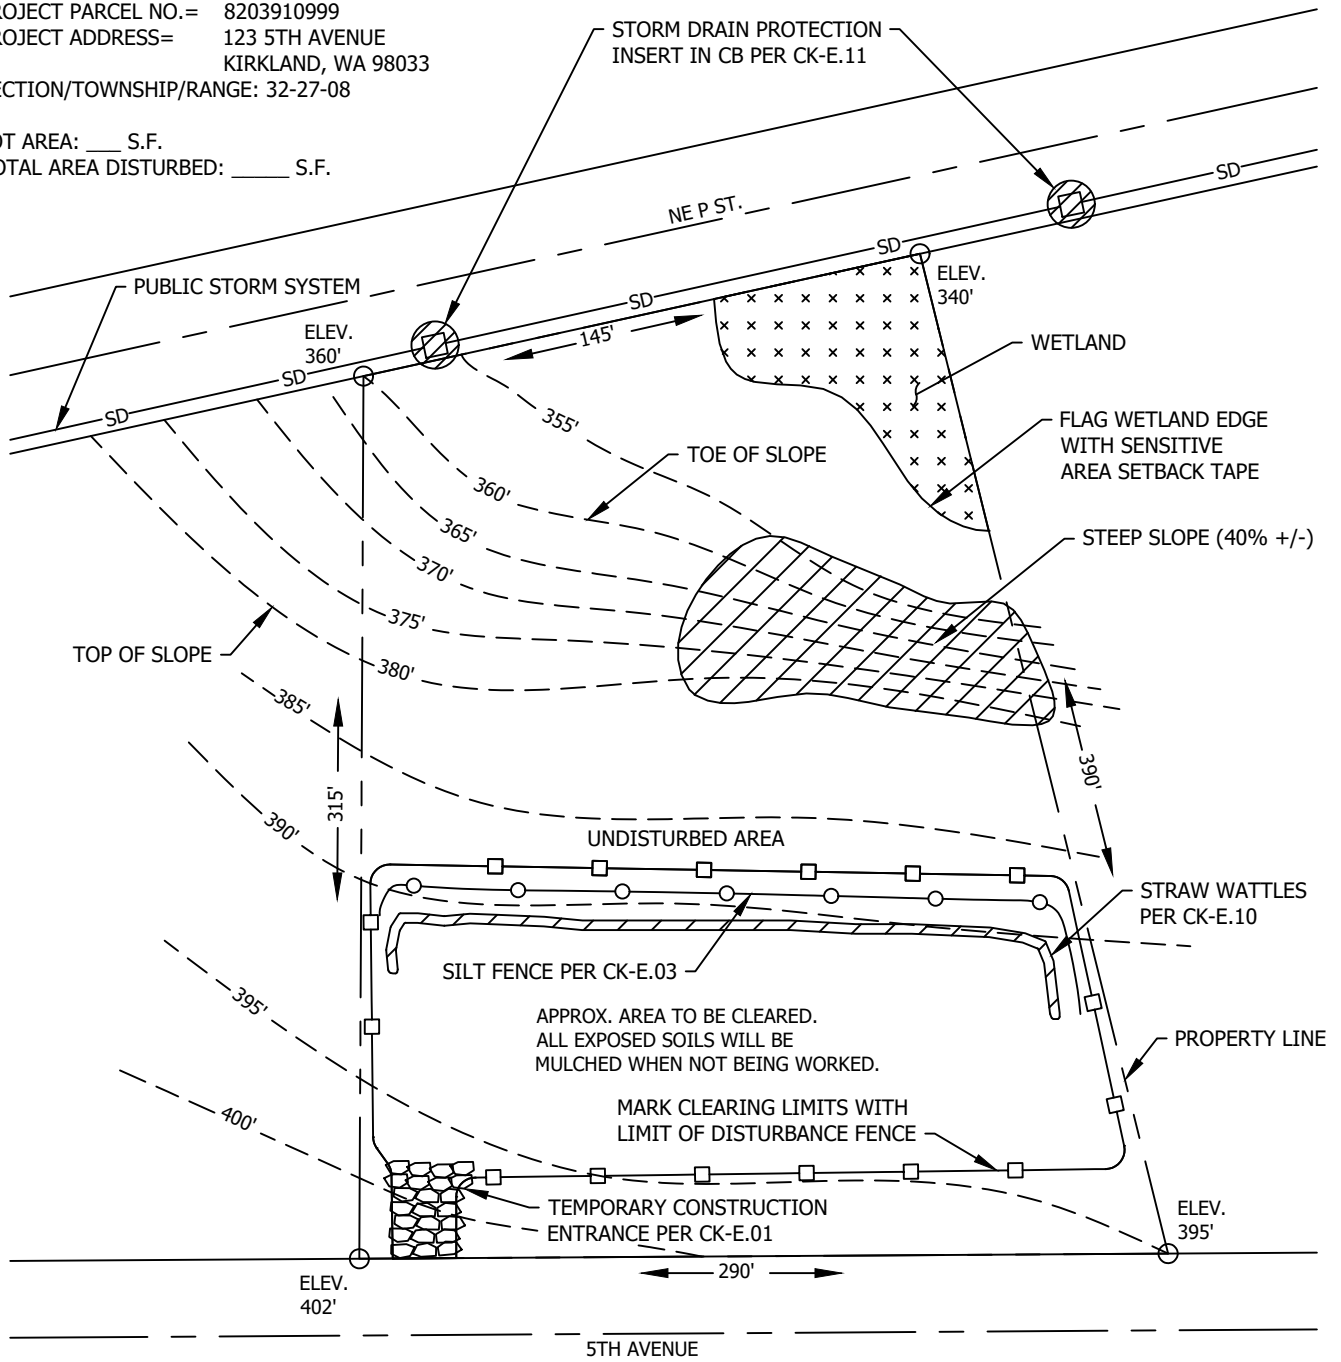 ROJECT PARCEL NO.= 8203910999
ROJECT ADDRESS= 123 5TH AVENUE
KIRKLAND, WA 98033
ECTION/TOWNSHIP/RANGE: 32-27-08
OT AREA: ___ S.F.
OTAL AREA DISTURBED: _____ S.F.
STORM DRAIN PROTECTION
INSERT IN CB PER CK-E.11
NE P ST.
SD
SD
SD
SD
SD
PUBLIC STORM SYSTEM
ELEV.
360'
ELEV.
340'
145'
WETLAND
FLAG WETLAND EDGE
WITH SENSITIVE
AREA SETBACK TAPE
355'
TOE OF SLOPE
360'
365'
370'
375'
380'
385'
390'
395'
400'
STEEP SLOPE (40% +/-)
TOP OF SLOPE
315'
390'
UNDISTURBED AREA
STRAW WATTLES
PER CK-E.10
SILT FENCE PER CK-E.03
APPROX. AREA TO BE CLEARED.
ALL EXPOSED SOILS WILL BE
MULCHED WHEN NOT BEING WORKED.
PROPERTY LINE
MARK CLEARING LIMITS WITH
LIMIT OF DISTURBANCE FENCE
TEMPORARY CONSTRUCTION
ENTRANCE PER CK-E.01
ELEV.
395'
ELEV.
402'
290'
5TH AVENUE